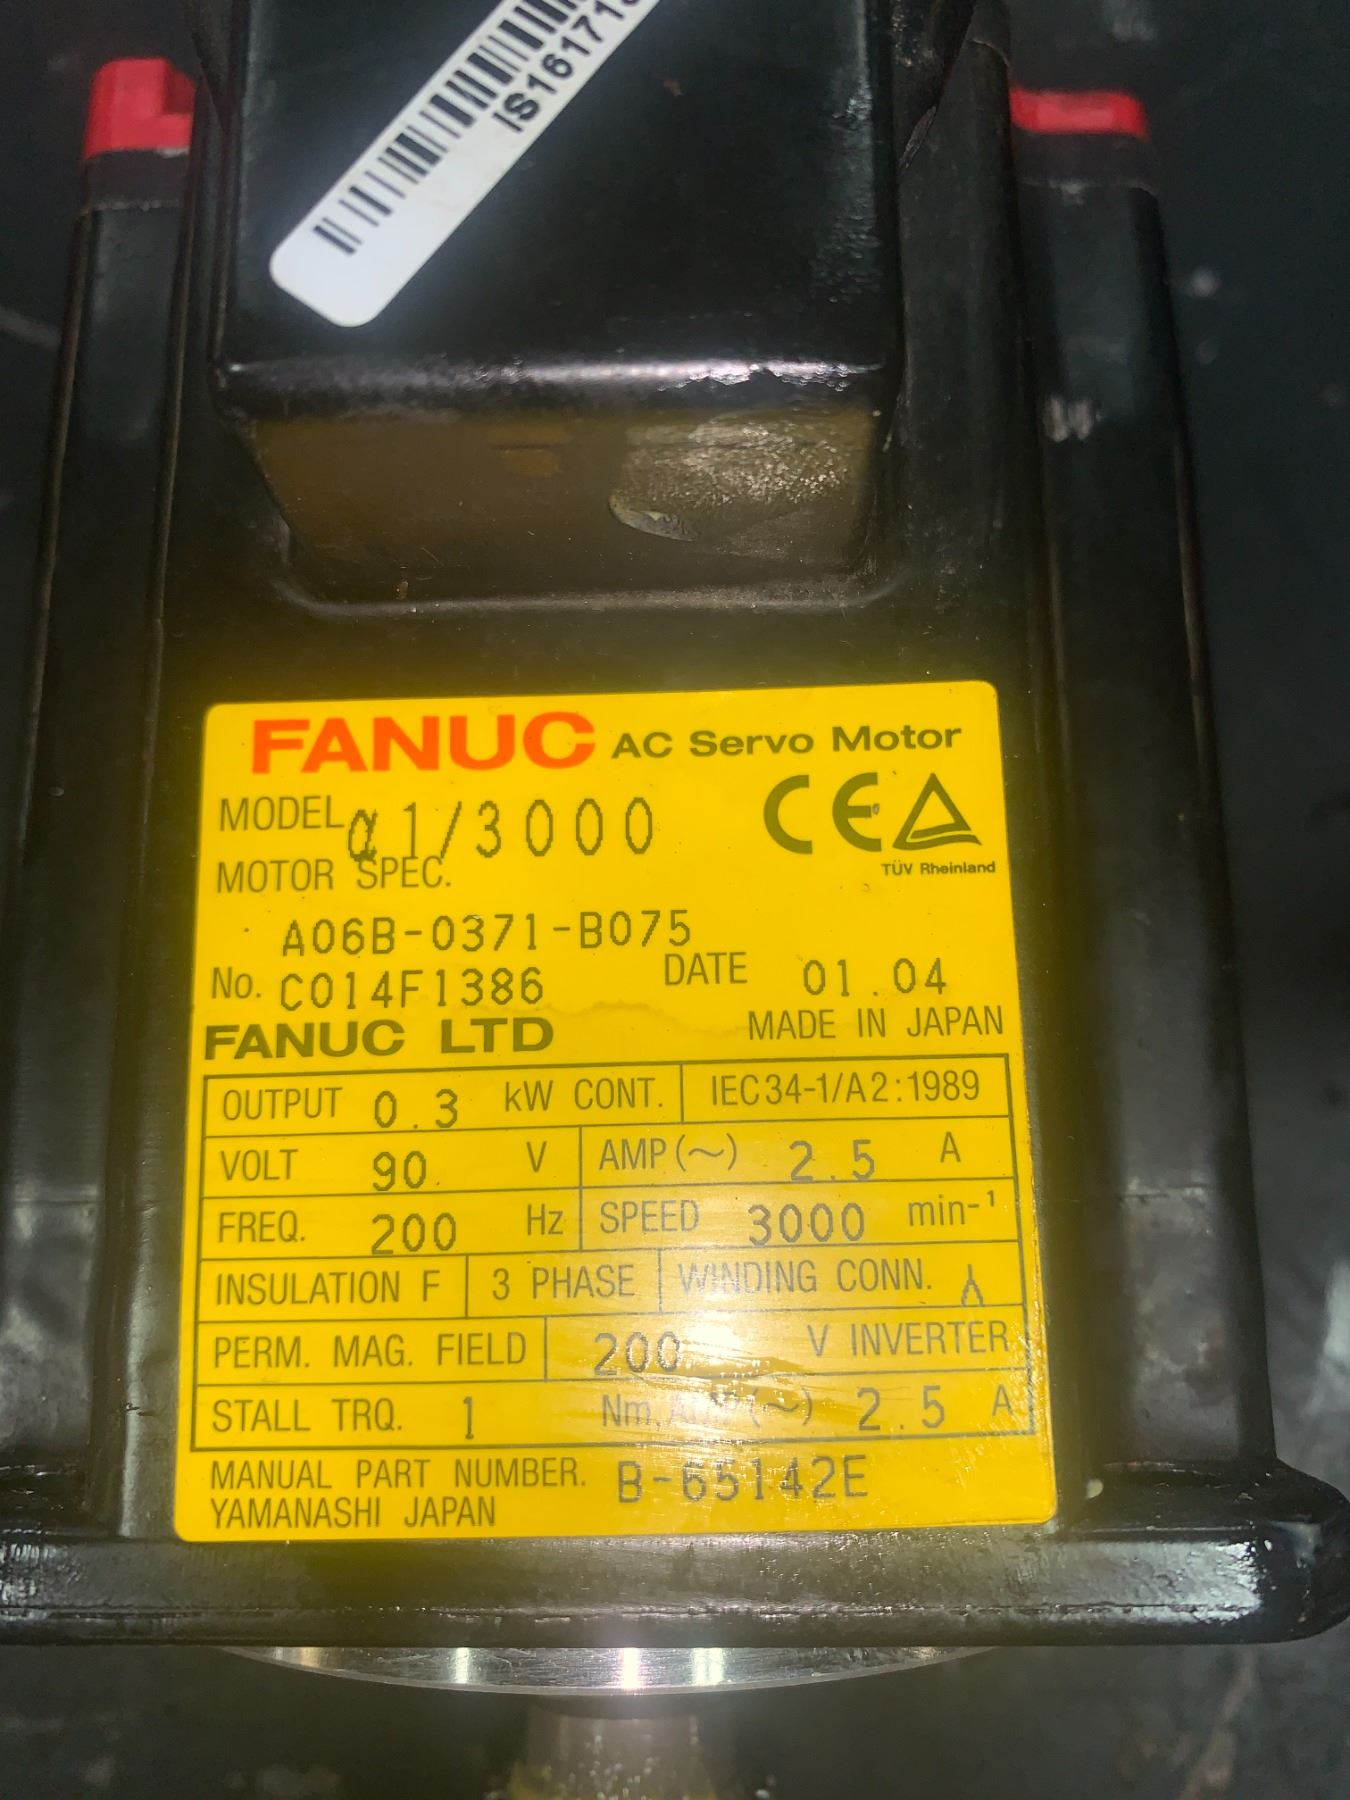 FANUC AC Servo Motor
MODEL α1/3000 CE
MOTOR SPEC. TÜV Rheinland
A06B-0371-B075
No. C014F1386 DATE 01.04
FANUC LTD MADE IN JAPAN
OUTPUT 0.3 kW CONT. IEC34-1/A2:1989
VOLT 90 V AMP(~) 2.5 A
FREQ. 200 Hz SPEED 3000 min-¹
INSULATION F 3 PHASE WINDING CONN.
PERM. MAG. FIELD 200 V INVERTER
STALL TRQ. 1 Nm, AMP(~) 2.5 A
MANUAL PART NUMBER. B-65142E
YAMANASHI JAPAN